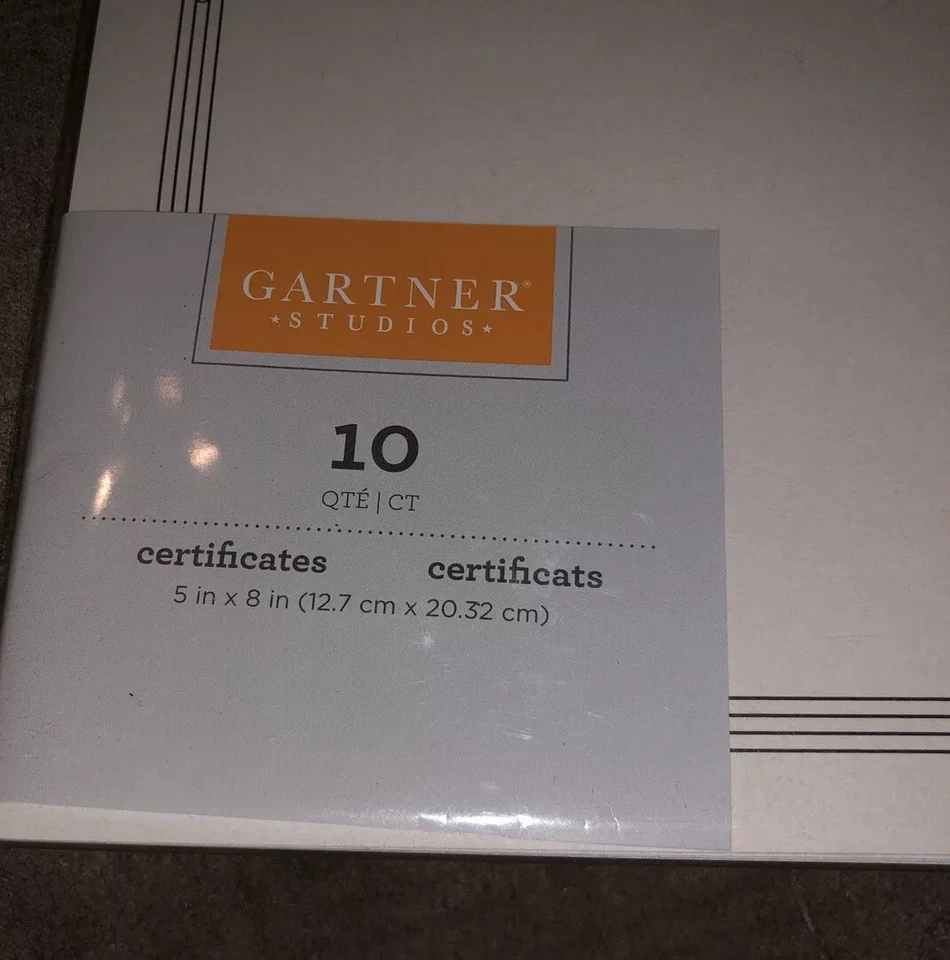 GARTNER®
★STUDIOS★
10
QTÉ | CT
certificates certificats
5 in x 8 in (12.7 cm x 20.32 cm)